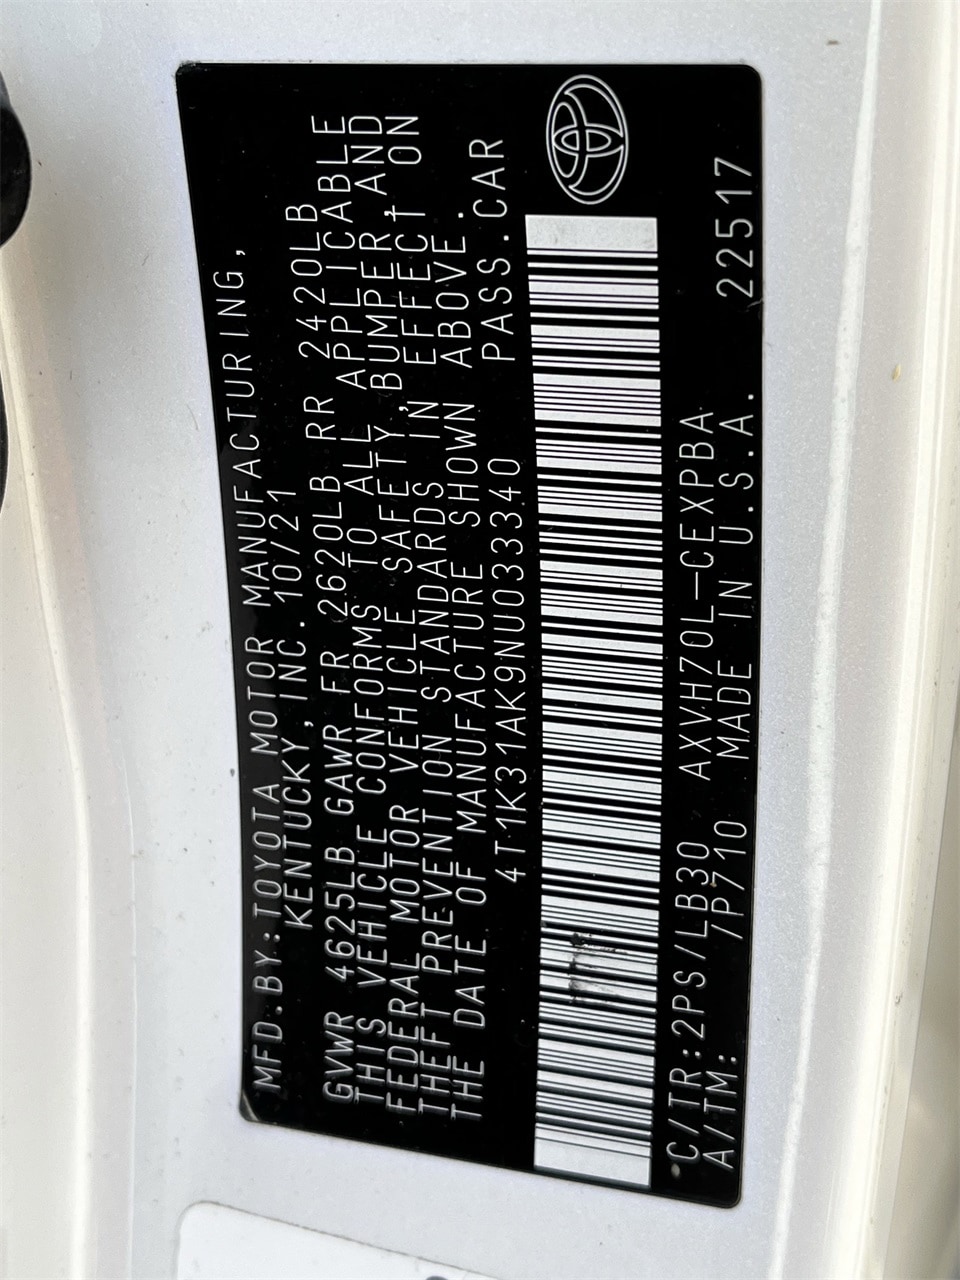 MFD.BY:TOYOTA MOTOR MANUFACTURING,
KENTUCKY,INC.10/21
GVWR 4625LB GAWR FR 2620LB RR 2420LB
THIS VEHICLE CONFORMS TO ALL APPLICABLE
FEDERAL MOTOR VEHICLE SAFETY,BUMPER,AND
THEFT PREVENTION STANDARDS IN EFFECT ON
THE DATE OF MANUFACTURE SHOWN ABOVE.
4T1K31AK9NU033340 PASS.CAR
C/TR:2PS/LB30 AXVH70L-CEXPBA
A/TM: /P710 MADE IN U.S.A. 22517